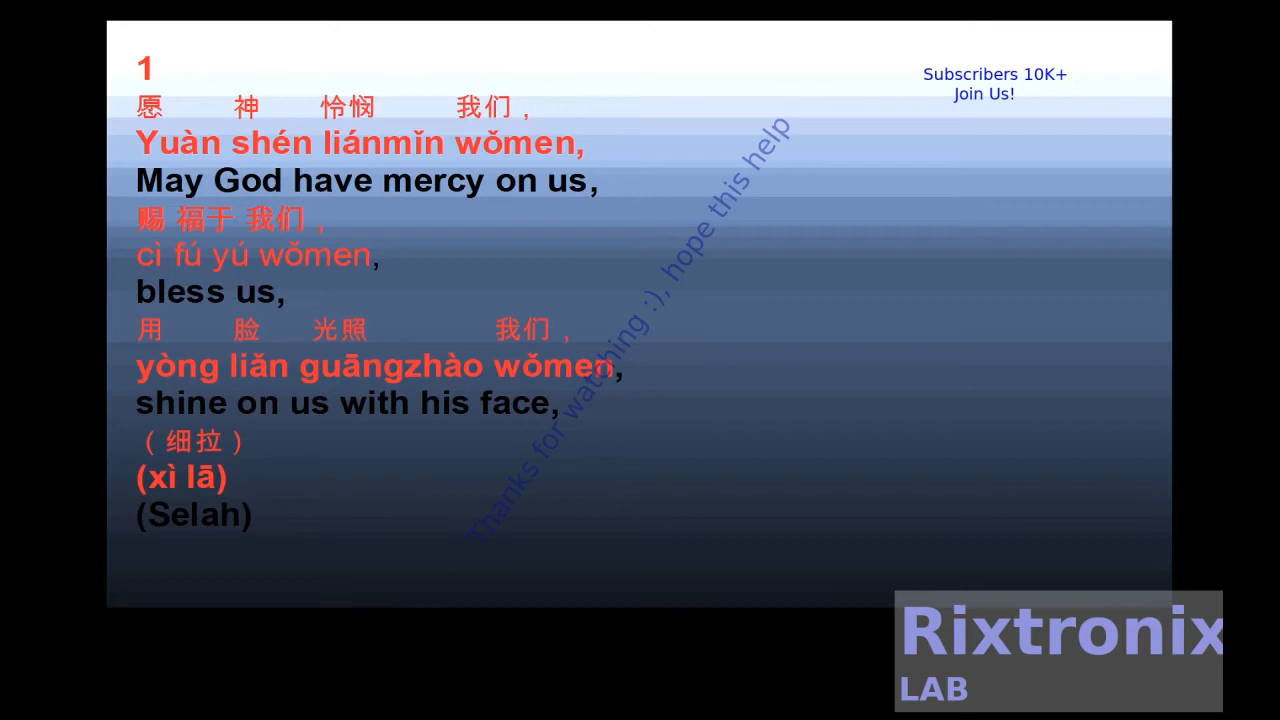 1
愿 神 怜悯 我们，
Yuàn shén liánmǐn wǒmen,
May God have mercy on us,
赐 福于 我们，
cì fú yú wǒmen,
bless us,
用 脸 光照 我们，
yòng liǎn guāngzhào wǒmen,
shine on us with his face,
（细拉）
(xì lā)
(Selah)
Subscribers 10K+
Join Us!
Thanks for watching :), hope this help
Rixtronix
LAB